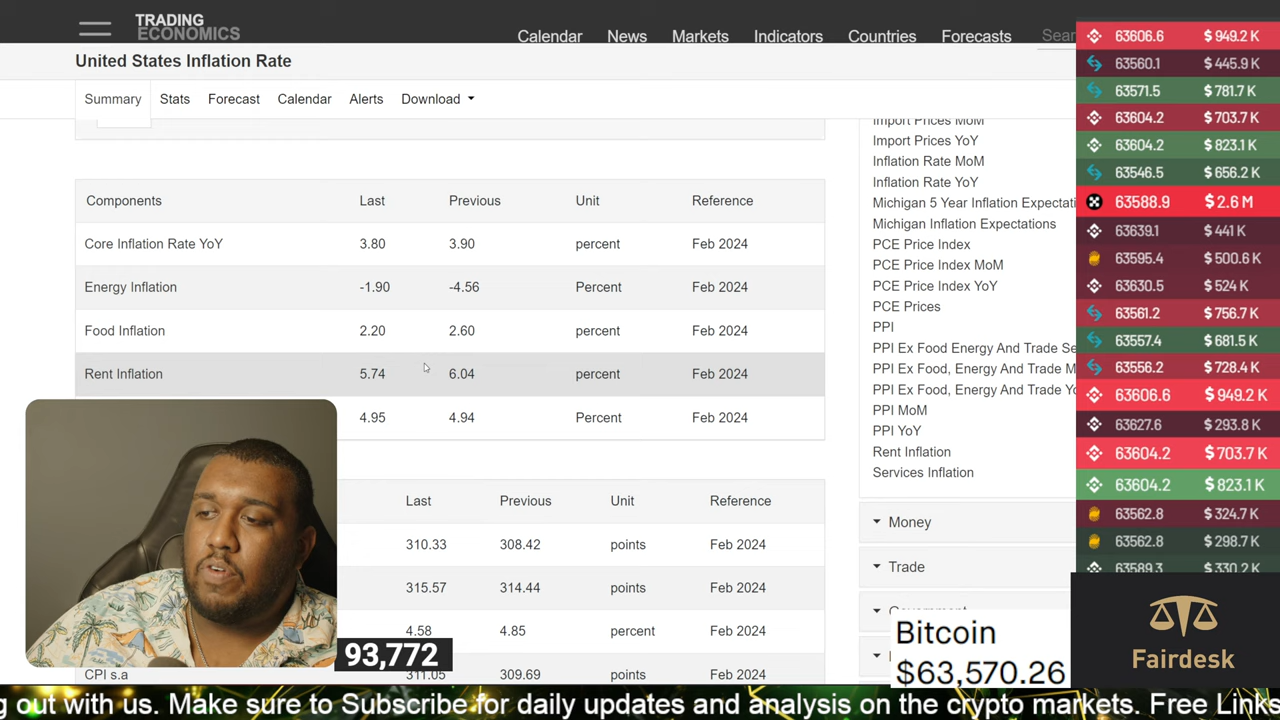 TRADING
ECONOMICS
Calendar News Markets Indicators Countries Forecasts Sear
United States Inflation Rate
Summary Stats Forecast Calendar Alerts Download
Components Last Previous Unit Reference
Core Inflation Rate YoY 3.80 3.90 percent Feb 2024
Energy Inflation -1.90 -4.56 Percent Feb 2024
Food Inflation 2.20 2.60 percent Feb 2024
Rent Inflation 5.74 6.04 percent Feb 2024
4.95 4.94 Percent Feb 2024
Last Previous Unit Reference
310.33 308.42 points Feb 2024
315.57 314.44 points Feb 2024
4.58 4.85 percent Feb 2024
CPI s.a 311.05 309.69 points Feb 2024
Import Prices MoM
Import Prices YoY
Inflation Rate MoM
Inflation Rate YoY
Michigan 5 Year Inflation Expectati
Michigan Inflation Expectations
PCE Price Index
PCE Price Index MoM
PCE Price Index YoY
PCE Prices
PPI
PPI Ex Food Energy And Trade Se
PPI Ex Food, Energy And Trade M
PPI Ex Food, Energy And Trade Yo
PPI MoM
PPI YoY
Rent Inflation
Services Inflation
Money
Trade
63606.6 $ 949.2 K
63560.1 $ 445.9 K
63571.5 $ 781.7 K
63604.2 $ 703.7 K
63604.2 $ 823.1 K
63546.5 $ 656.2 K
63588.9 $ 2.6 M
63639.1 $ 441 K
63595.4 $ 500.6 K
63630.5 $ 524 K
63561.2 $ 756.7 K
63557.4 $ 681.5 K
63556.2 $ 728.4 K
63606.6 $ 949.2 K
63627.6 $ 293.8 K
63604.2 $ 703.7 K
63604.2 $ 823.1 K
63562.8 $ 324.7 K
63562.8 $ 298.7 K
63589.3 $ 330.2 K
Bitcoin
$63,570.26
Fairdesk
93,772
g out with us. Make sure to Subscribe for daily updates and analysis on the crypto markets. Free Links